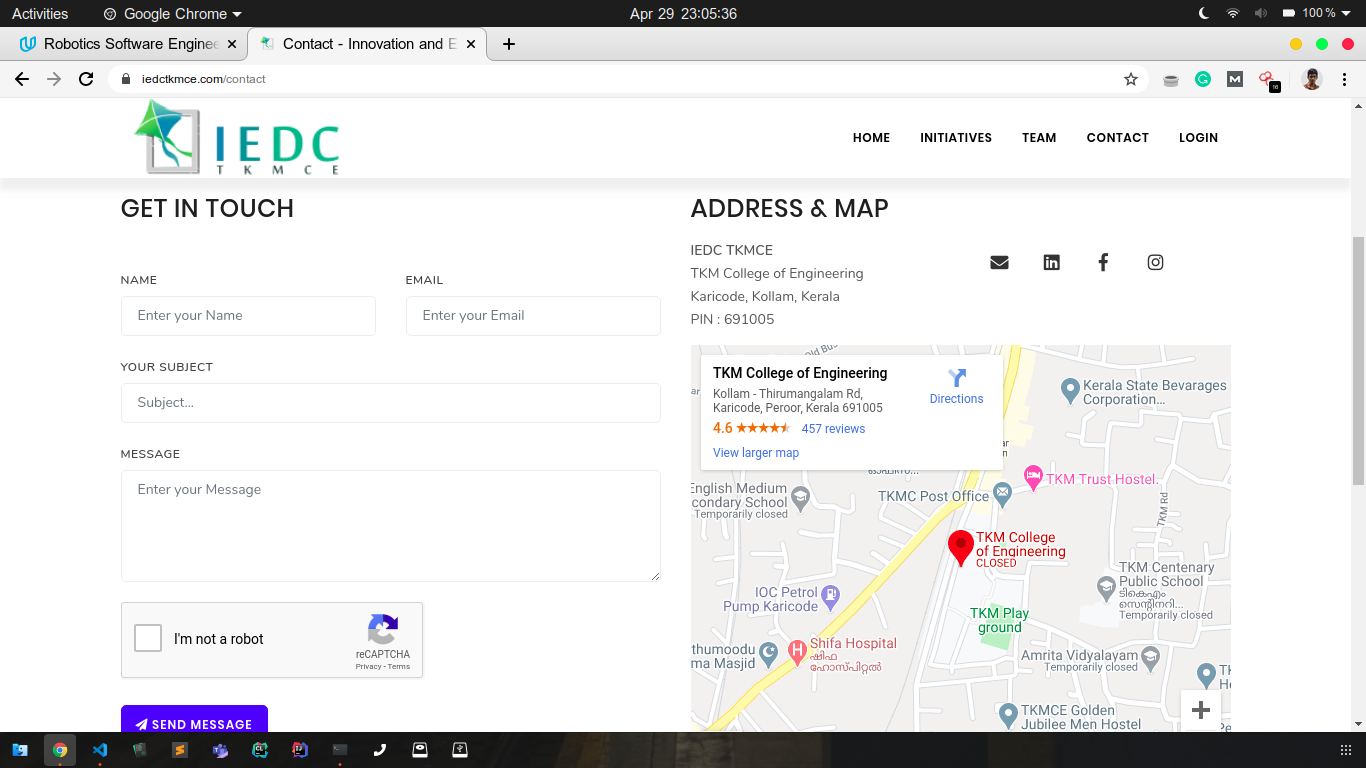 Activities
Google Chrome
Apr 29 23:05:36
100 %
Robotics Software Enginee
Contact - Innovation and E
iedctkmce.com/contact
IEDC
TKMCE
HOME
INITIATIVES
TEAM
CONTACT
LOGIN
GET IN TOUCH
NAME
EMAIL
Enter your Name
Enter your Email
YOUR SUBJECT
Subject...
MESSAGE
Enter your Message
I'm not a robot
reCAPTCHA
Privacy - Terms
SEND MESSAGE
ADDRESS & MAP
IEDC TKMCE
TKM College of Engineering
Karicode, Kollam, Kerala
PIN : 691005
TKM College of Engineering
Kollam - Thirumangalam Rd,
Karicode, Peroor, Kerala 691005
4.6
457 reviews
View larger map
Directions
Kerala State Bevarages
Corporation...
TKM Trust Hostel.
TKMC Post Office
English Medium
condary School
Temporarily closed
TKM Rd
TKM College
of Engineering
CLOSED
TKM Centenary
Public School
ടികെഎം
സെന്റിനറി...
Temporarily closed
IOC Petrol
Pump Karicode
TKM Play
ground
Shifa Hospital
ഷിഫ
ഹോസ്പിറ്റൽ
thumoodu
ma Masjid
Amrita Vidyalayam
Temporarily closed
TKMCE Golden
Jubilee Men Hostel